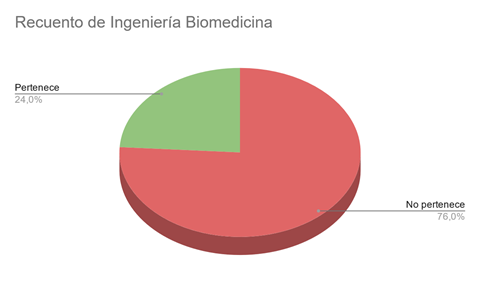 Recuento de Ingeniería Biomedicina
Pertenece
24,0%
No pertenece
76,0%